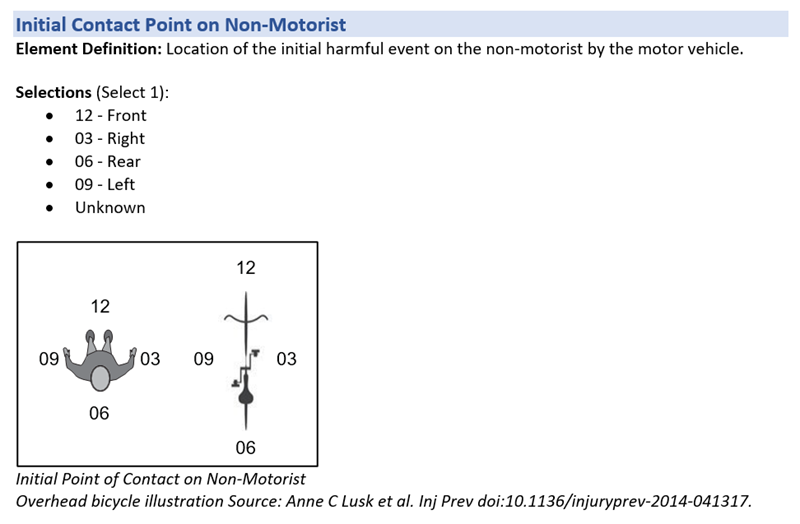 Initial Contact Point on Non-Motorist
Element Definition: Location of the initial harmful event on the non-motorist by the motor vehicle.
Selections (Select 1):
• 12 - Front
• 03 - Right
• 06 - Rear
• 09 - Left
• Unknown
12
12
09 03 09 03
06
06
Initial Point of Contact on Non-Motorist
Overhead bicycle illustration Source: Anne C Lusk et al. Inj Prev doi:10.1136/injuryprev-2014-041317.